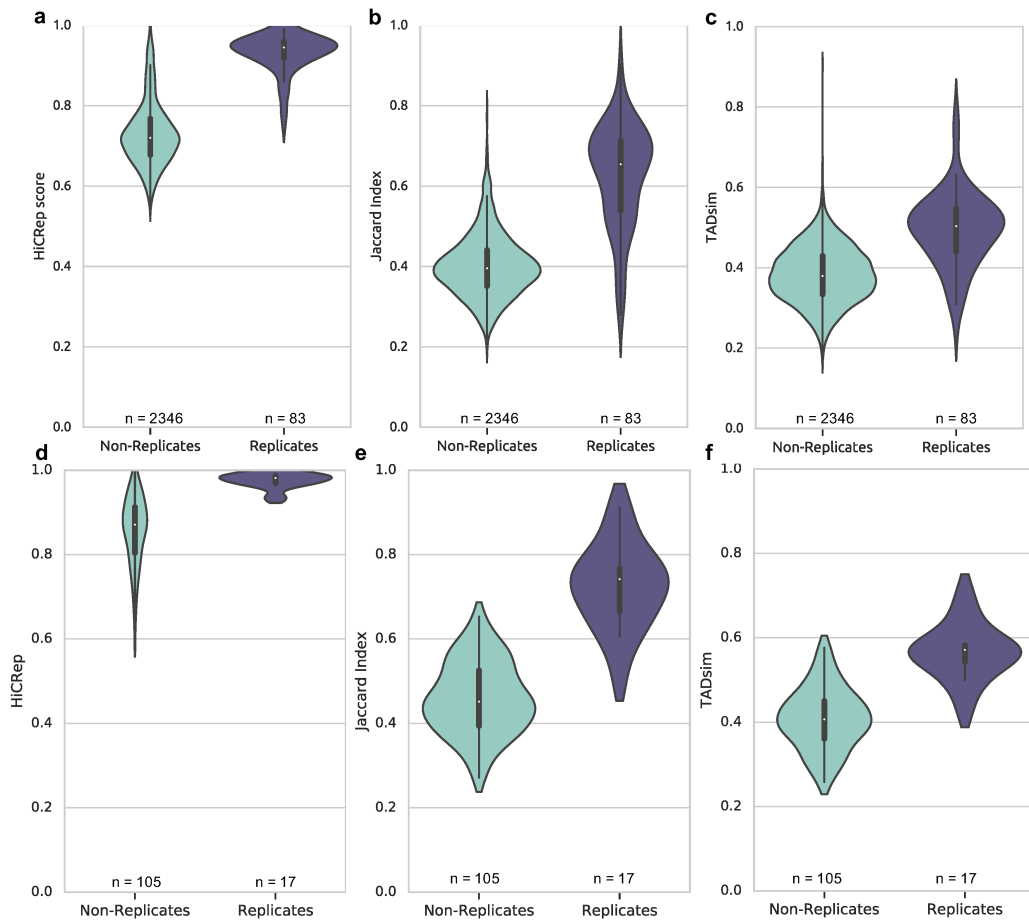 a
1.0
0.8
0.6
0.4
0.2
0.0
HiCRep score
n = 2346
n = 83
Non-Replicates
Replicates
b
1.0
0.8
0.6
0.4
0.2
0.0
Jaccard Index
n = 2346
n = 83
Non-Replicates
Replicates
c
1.0
0.8
0.6
0.4
0.2
0.0
TADsim
n = 2346
n = 83
Non-Replicates
Replicates
d
1.0
0.8
0.6
0.4
0.2
0.0
HiCRep
n = 105
n = 17
Non-Replicates
Replicates
e
1.0
0.8
0.6
0.4
0.2
0.0
Jaccard Index
n = 105
n = 17
Non-Replicates
Replicates
f
1.0
0.8
0.6
0.4
0.2
0.0
TADsim
n = 105
n = 17
Non-Replicates
Replicates